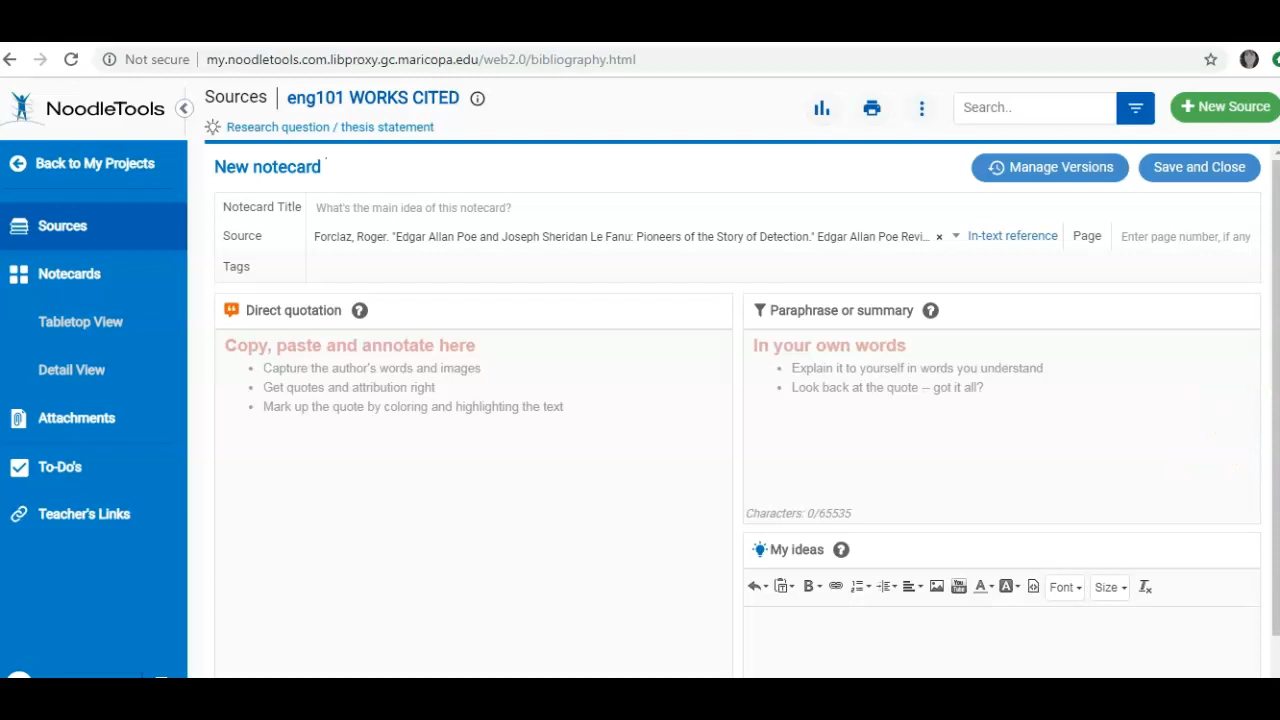 Not secure my.noodletools.com.libproxy.gc.maricopa.edu/web2.0/bibliography.html
NoodleTools
Sources eng101 WORKS CITED
Research question / thesis statement
Search..
New Source
Back to My Projects
Sources
Notecards
Tabletop View
Detail View
Attachments
To-Do's
Teacher's Links
New notecard
Manage Versions
Save and Close
Notecard Title What's the main idea of this notecard?
Source Forclaz, Roger. "Edgar Allan Poe and Joseph Sheridan Le Fanu: Pioneers of the Story of Detection." Edgar Allan Poe Revi... × In-text reference Page Enter page number, if any
Tags
Direct quotation ?
Copy, paste and annotate here
• Capture the author's words and images
• Get quotes and attribution right
• Mark up the quote by coloring and highlighting the text
Paraphrase or summary ?
In your own words
• Explain it to yourself in words you understand
• Look back at the quote -- got it all?
Characters: 0/65535
My ideas ?
B A A Font Size Ix